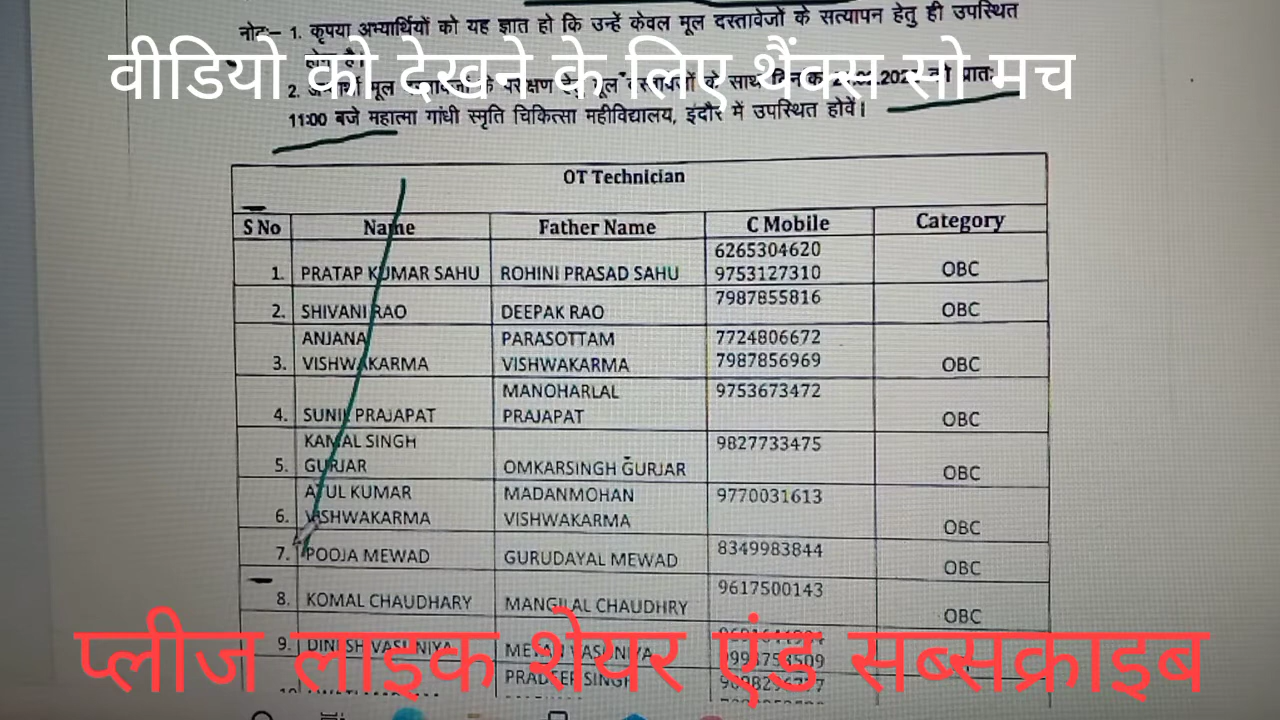 नोटः– 1. कृपया अभ्यार्थियों को यह ज्ञात हो कि उन्हें केवल मूल दस्तावेजों के सत्यापन हेतु ही उपस्थित
वीडियो को देखने के लिए थैंक्स सो मच
2. मूल के साथ प्रातः
11:00 बजे महात्मा गांधी स्मृति चिकित्सा महीविद्यालय, इंदौर में उपस्थित होवें।
OT Technician
S No Name Father Name C Mobile Category
1. PRATAP KUMAR SAHU ROHINI PRASAD SAHU 6265304620 9753127310 OBC
2. SHIVANI RAO DEEPAK RAO 7987855816 OBC
3. ANJANA VISHWAKARMA PARASOTTAM VISHWAKARMA 7724806672 7987856969 OBC
4. SUNIL PRAJAPAT MANOHARLAL PRAJAPAT 9753673472 OBC
5. KAMAL SINGH GURJAR OMKARSINGH GURJAR 9827733475 OBC
6. ATUL KUMAR VISHWAKARMA MADANMOHAN VISHWAKARMA 9770031613 OBC
7. POOJA MEWAD GURUDAYAL MEWAD 8349983844 OBC
8. KOMAL CHAUDHARY MANGILAL CHAUDHRY 9617500143 OBC
9.
प्लीज लाइक शेयर एंड सब्सक्राइब
PRADEEP SINGH